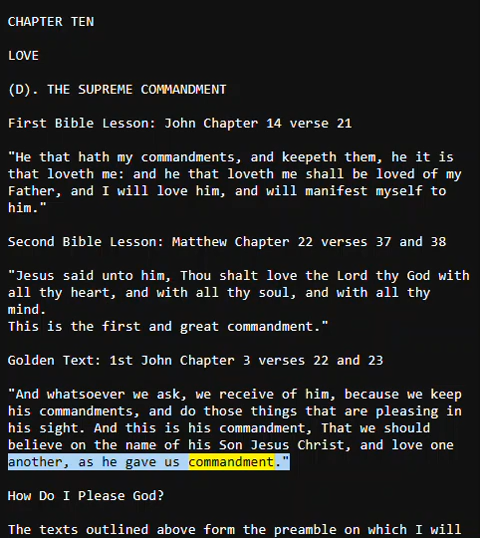 CHAPTER TEN
LOVE
(D). THE SUPREME COMMANDMENT
First Bible Lesson: John Chapter 14 verse 21
"He that hath my commandments, and keepeth them, he it is
that loveth me: and he that loveth me shall be loved of my
Father, and I will love him, and will manifest myself to
him."
Second Bible Lesson: Matthew Chapter 22 verses 37 and 38
"Jesus said unto him, Thou shalt love the Lord thy God with
all thy heart, and with all thy soul, and with all thy
mind.
This is the first and great commandment."
Golden Text: 1st John Chapter 3 verses 22 and 23
"And whatsoever we ask, we receive of him, because we keep
his commandments, and do those things that are pleasing in
his sight. And this is his commandment, That we should
believe on the name of his Son Jesus Christ, and love one
another, as he gave us commandment."
How Do I Please God?
The texts outlined above form the preamble on which I will